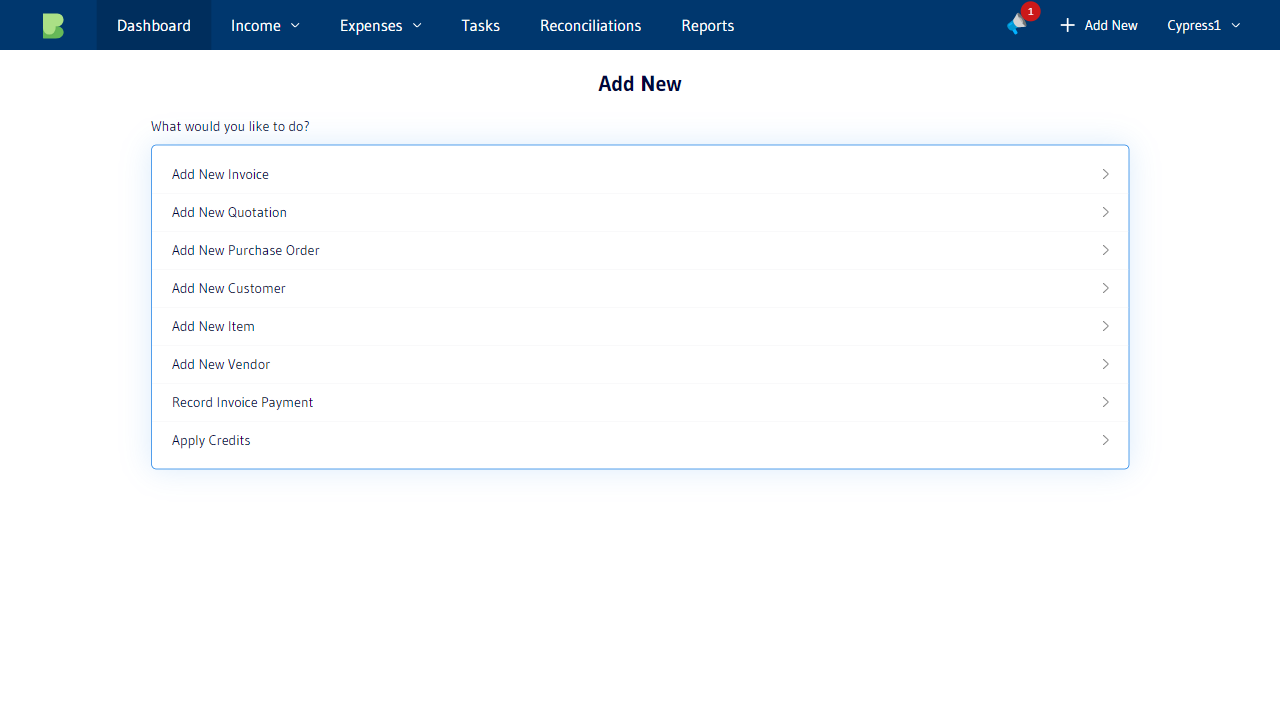 Dashboard Income Expenses Tasks Reconciliations Reports 1 Add New Cypress1
Add New
What would you like to do?
Add New Invoice
Add New Quotation
Add New Purchase Order
Add New Customer
Add New Item
Add New Vendor
Record Invoice Payment
Apply Credits